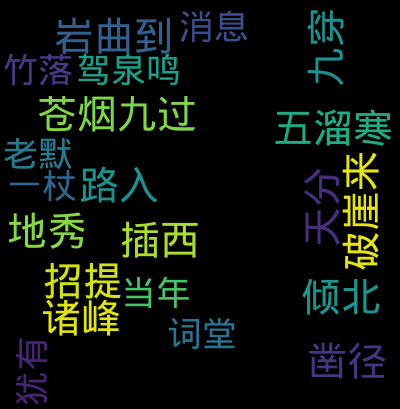 岩曲到
消息
九穿
竹落
驾泉鸣
苍烟九过
五溜寒
老默
一杖
路入
天分
破崖米
地秀
插西
招提
当年
倾北
诸峰
词堂
凿径
犹有